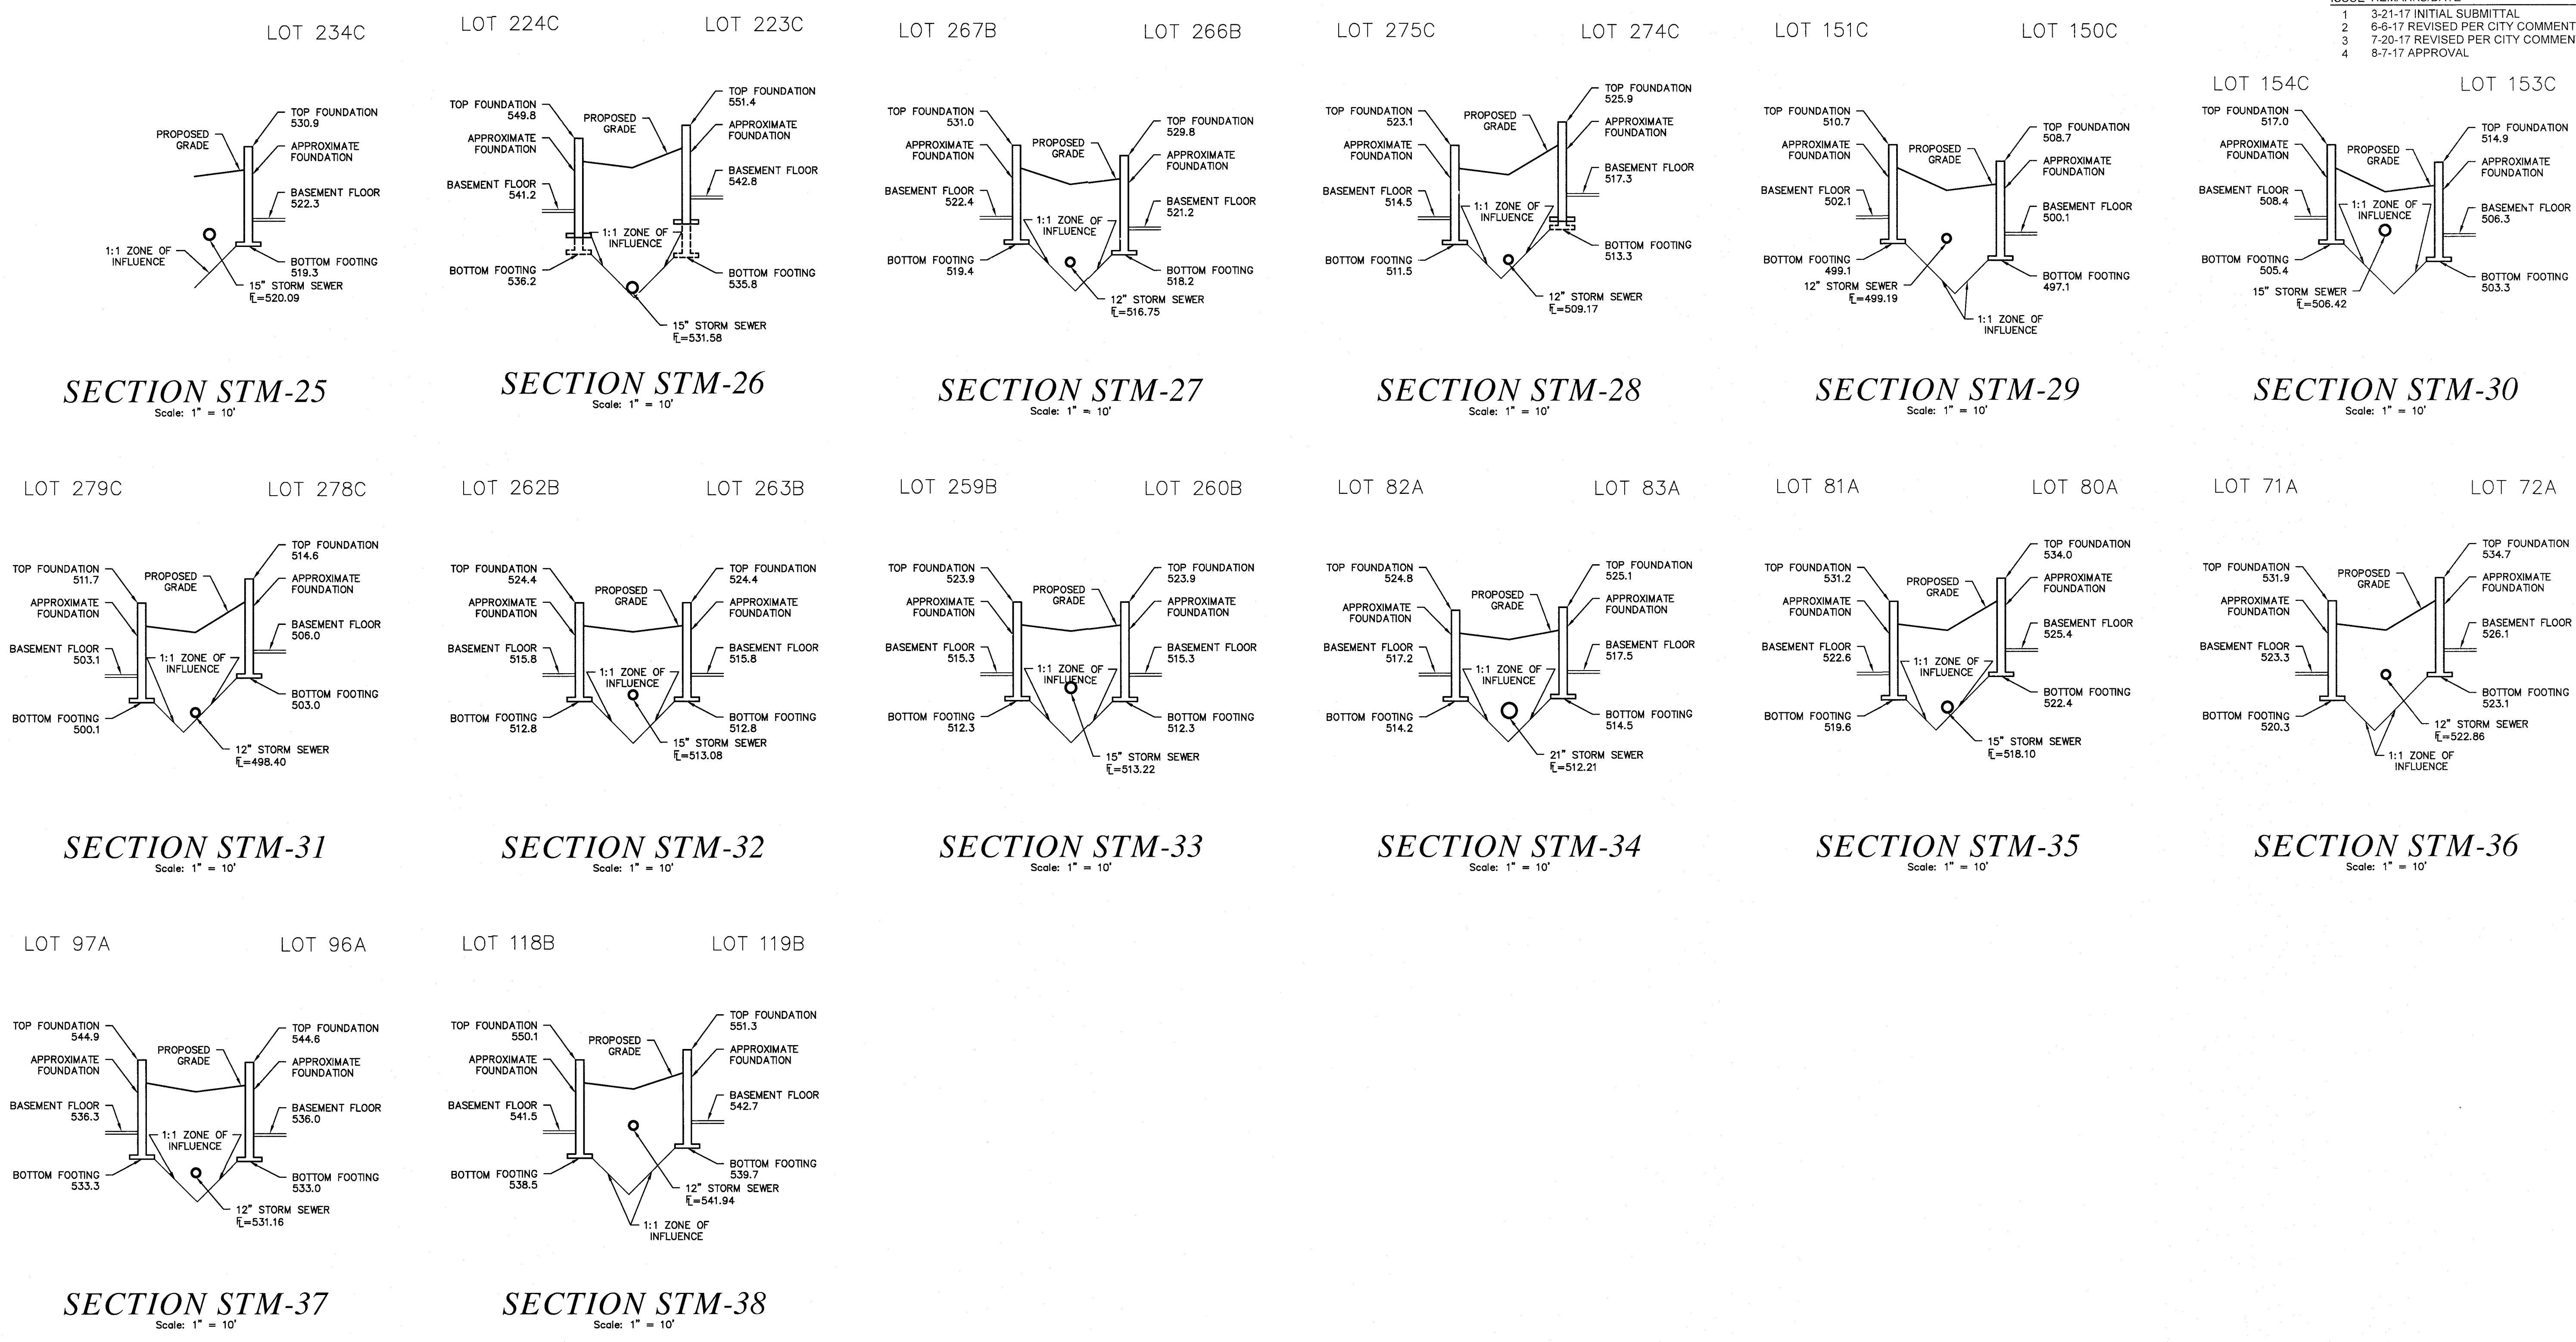 ISSUE REMARKS/DATE
1 3-21-17 INITIAL SUBMITTAL
2 6-6-17 REVISED PER CITY COMMENT
3 7-20-17 REVISED PER CITY COMMEN
4 8-7-17 APPROVAL
LOT 234C
TOP FOUNDATION
530.9
PROPOSED
GRADE
APPROXIMATE
FOUNDATION
BASEMENT FLOOR
522.3
1:1 ZONE OF
INFLUENCE
BOTTOM FOOTING
519.3
15" STORM SEWER
FL=520.09
SECTION STM-25
Scale: 1" = 10'
LOT 224C
LOT 223C
TOP FOUNDATION
549.8
PROPOSED
GRADE
TOP FOUNDATION
551.4
APPROXIMATE
FOUNDATION
APPROXIMATE
FOUNDATION
BASEMENT FLOOR
541.2
BASEMENT FLOOR
542.8
1:1 ZONE OF
INFLUENCE
BOTTOM FOOTING
536.2
BOTTOM FOOTING
535.8
15" STORM SEWER
FL=531.58
SECTION STM-26
Scale: 1" = 10'
LOT 267B
LOT 266B
TOP FOUNDATION
531.0
TOP FOUNDATION
529.8
APPROXIMATE
FOUNDATION
PROPOSED
GRADE
APPROXIMATE
FOUNDATION
BASEMENT FLOOR
522.4
BASEMENT FLOOR
521.2
1:1 ZONE OF
INFLUENCE
BOTTOM FOOTING
519.4
BOTTOM FOOTING
518.2
12" STORM SEWER
FL=516.75
SECTION STM-27
Scale: 1" = 10'
LOT 275C
LOT 274C
TOP FOUNDATION
523.1
PROPOSED
GRADE
TOP FOUNDATION
525.9
APPROXIMATE
FOUNDATION
APPROXIMATE
FOUNDATION
BASEMENT FLOOR
514.5
BASEMENT FLOOR
517.3
1:1 ZONE OF
INFLUENCE
BOTTOM FOOTING
511.5
BOTTOM FOOTING
513.3
12" STORM SEWER
FL=509.17
SECTION STM-28
Scale: 1" = 10'
LOT 151C
LOT 150C
TOP FOUNDATION
510.7
TOP FOUNDATION
508.7
APPROXIMATE
FOUNDATION
PROPOSED
GRADE
APPROXIMATE
FOUNDATION
BASEMENT FLOOR
502.1
BASEMENT FLOOR
500.1
BOTTOM FOOTING
499.1
BOTTOM FOOTING
497.1
12" STORM SEWER
FL=499.19
1:1 ZONE OF
INFLUENCE
SECTION STM-29
Scale: 1" = 10'
LOT 154C
LOT 153C
TOP FOUNDATION
517.0
TOP FOUNDATION
514.9
APPROXIMATE
FOUNDATION
PROPOSED
GRADE
APPROXIMATE
FOUNDATION
BASEMENT FLOOR
508.4
1:1 ZONE OF
INFLUENCE
BASEMENT FLOOR
506.3
BOTTOM FOOTING
505.4
BOTTOM FOOTING
503.3
15" STORM SEWER
FL=506.42
SECTION STM-30
Scale: 1" = 10'
LOT 279C
LOT 278C
TOP FOUNDATION
511.7
PROPOSED
GRADE
TOP FOUNDATION
514.6
APPROXIMATE
FOUNDATION
APPROXIMATE
FOUNDATION
BASEMENT FLOOR
503.1
BASEMENT FLOOR
506.0
1:1 ZONE OF
INFLUENCE
BOTTOM FOOTING
500.1
BOTTOM FOOTING
503.0
12" STORM SEWER
FL=498.40
SECTION STM-31
Scale: 1" = 10'
LOT 262B
LOT 263B
TOP FOUNDATION
524.4
PROPOSED
GRADE
TOP FOUNDATION
524.4
APPROXIMATE
FOUNDATION
APPROXIMATE
FOUNDATION
BASEMENT FLOOR
515.8
BASEMENT FLOOR
515.8
1:1 ZONE OF
INFLUENCE
BOTTOM FOOTING
512.8
BOTTOM FOOTING
512.8
15" STORM SEWER
FL=513.08
SECTION STM-32
Scale: 1" = 10'
LOT 259B
LOT 260B
TOP FOUNDATION
523.9
PROPOSED
GRADE
TOP FOUNDATION
523.9
APPROXIMATE
FOUNDATION
APPROXIMATE
FOUNDATION
BASEMENT FLOOR
515.3
BASEMENT FLOOR
515.3
1:1 ZONE OF
INFLUENCE
BOTTOM FOOTING
512.3
BOTTOM FOOTING
512.3
15" STORM SEWER
FL=513.22
SECTION STM-33
Scale: 1" = 10'
LOT 82A
LOT 83A
TOP FOUNDATION
524.8
PROPOSED
GRADE
TOP FOUNDATION
525.1
APPROXIMATE
FOUNDATION
APPROXIMATE
FOUNDATION
BASEMENT FLOOR
517.2
BASEMENT FLOOR
517.5
1:1 ZONE OF
INFLUENCE
BOTTOM FOOTING
514.2
BOTTOM FOOTING
514.5
21" STORM SEWER
FL=512.21
SECTION STM-34
Scale: 1" = 10'
LOT 81A
LOT 80A
TOP FOUNDATION
531.2
PROPOSED
GRADE
TOP FOUNDATION
534.0
APPROXIMATE
FOUNDATION
APPROXIMATE
FOUNDATION
BASEMENT FLOOR
522.6
BASEMENT FLOOR
525.4
1:1 ZONE OF
INFLUENCE
BOTTOM FOOTING
519.6
BOTTOM FOOTING
522.4
15" STORM SEWER
FL=518.10
SECTION STM-35
Scale: 1" = 10'
LOT 71A
LOT 72A
TOP FOUNDATION
531.9
PROPOSED
GRADE
TOP FOUNDATION
534.7
APPROXIMATE
FOUNDATION
APPROXIMATE
FOUNDATION
BASEMENT FLOOR
523.3
BASEMENT FLOOR
526.1
BOTTOM FOOTING
520.3
BOTTOM FOOTING
523.1
12" STORM SEWER
FL=522.86
1:1 ZONE OF
INFLUENCE
SECTION STM-36
Scale: 1" = 10'
LOT 97A
LOT 96A
TOP FOUNDATION
544.9
PROPOSED
GRADE
TOP FOUNDATION
544.6
APPROXIMATE
FOUNDATION
APPROXIMATE
FOUNDATION
BASEMENT FLOOR
536.3
BASEMENT FLOOR
536.0
1:1 ZONE OF
INFLUENCE
BOTTOM FOOTING
533.3
BOTTOM FOOTING
533.0
12" STORM SEWER
FL=531.16
SECTION STM-37
Scale: 1" = 10'
LOT 118B
LOT 119B
TOP FOUNDATION
550.1
PROPOSED
GRADE
TOP FOUNDATION
551.3
APPROXIMATE
FOUNDATION
APPROXIMATE
FOUNDATION
BASEMENT FLOOR
541.5
BASEMENT FLOOR
542.7
BOTTOM FOOTING
538.5
BOTTOM FOOTING
539.7
12" STORM SEWER
FL=541.94
1:1 ZONE OF
INFLUENCE
SECTION STM-38
Scale: 1" = 10'